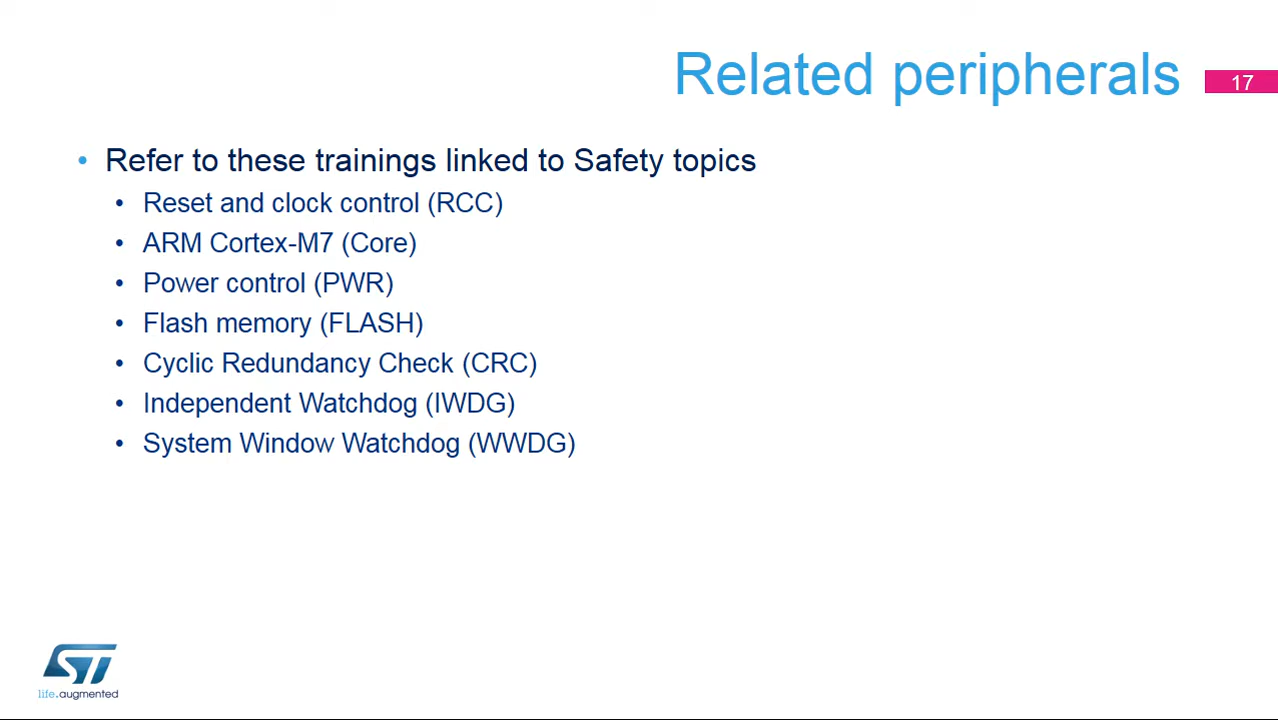 Related peripherals
17
• Refer to these trainings linked to Safety topics
• Reset and clock control (RCC)
• ARM Cortex-M7 (Core)
• Power control (PWR)
• Flash memory (FLASH)
• Cyclic Redundancy Check (CRC)
• Independent Watchdog (IWDG)
• System Window Watchdog (WWDG)
ST
life.augmented